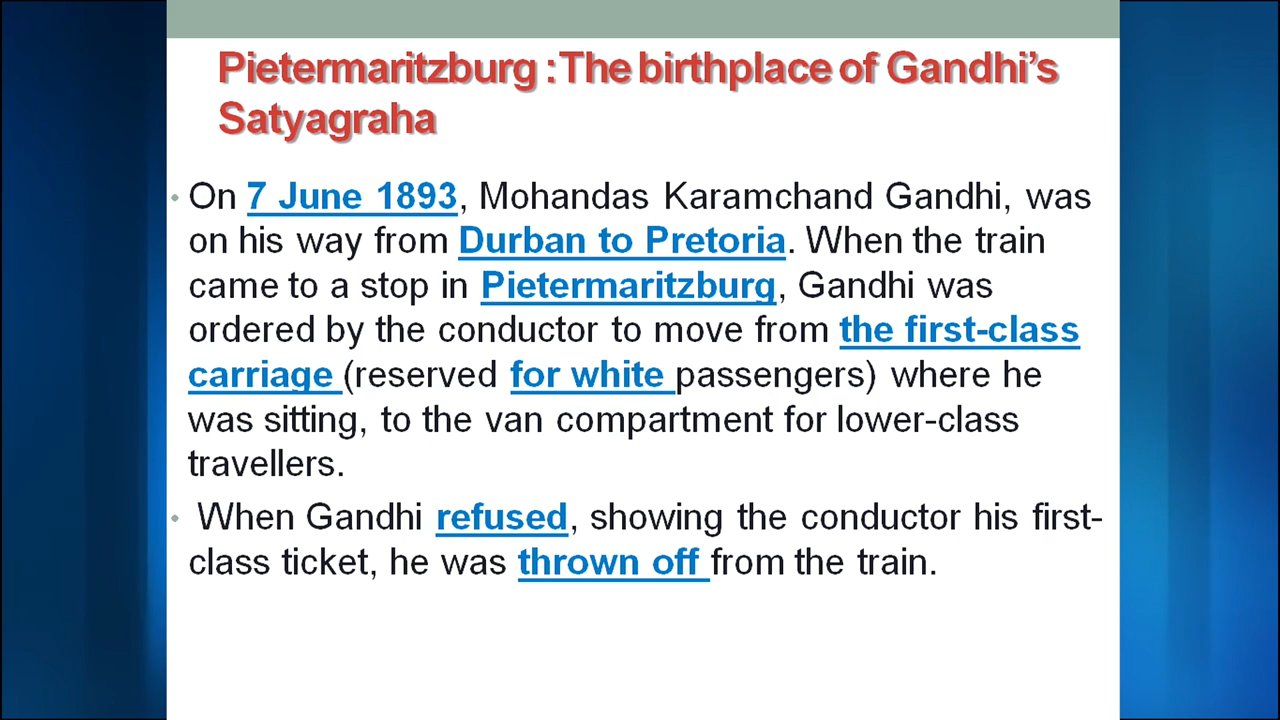 Pietermaritzburg :The birthplace of Gandhi's
Satyagraha
• On 7 June 1893, Mohandas Karamchand Gandhi, was
on his way from Durban to Pretoria. When the train
came to a stop in Pietermaritzburg, Gandhi was
ordered by the conductor to move from the first-class
carriage (reserved for white passengers) where he
was sitting, to the van compartment for lower-class
travellers.
• When Gandhi refused, showing the conductor his first-
class ticket, he was thrown off from the train.